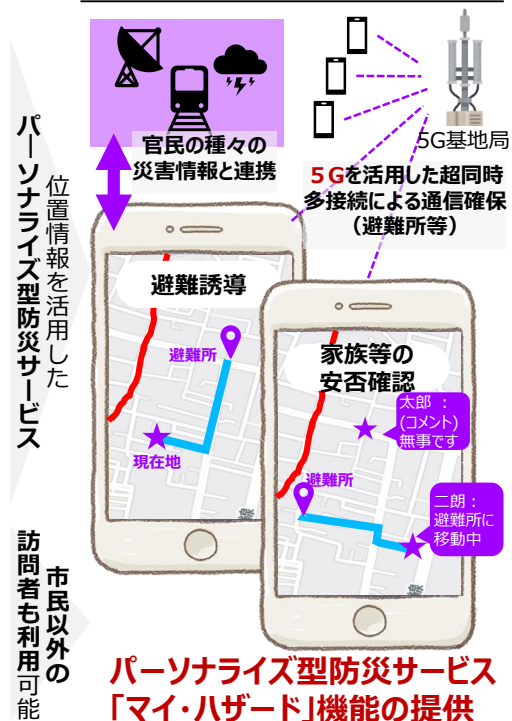 位置情報を活用した
パーソナライズ型防災サービス
市民以外の
訪問者も利用可能
官民の種々の
災害情報と連携
5G基地局
5Gを活用した超同時
多接続による通信確保
(避難所等)
避難誘導
避難所
現在地
家族等の
安否確認
太郎：
(コメント)
無事です
避難所
二朗：
避難所に
移動中
パーソナライズ型防災サービス
「マイ・ハザード」機能の提供